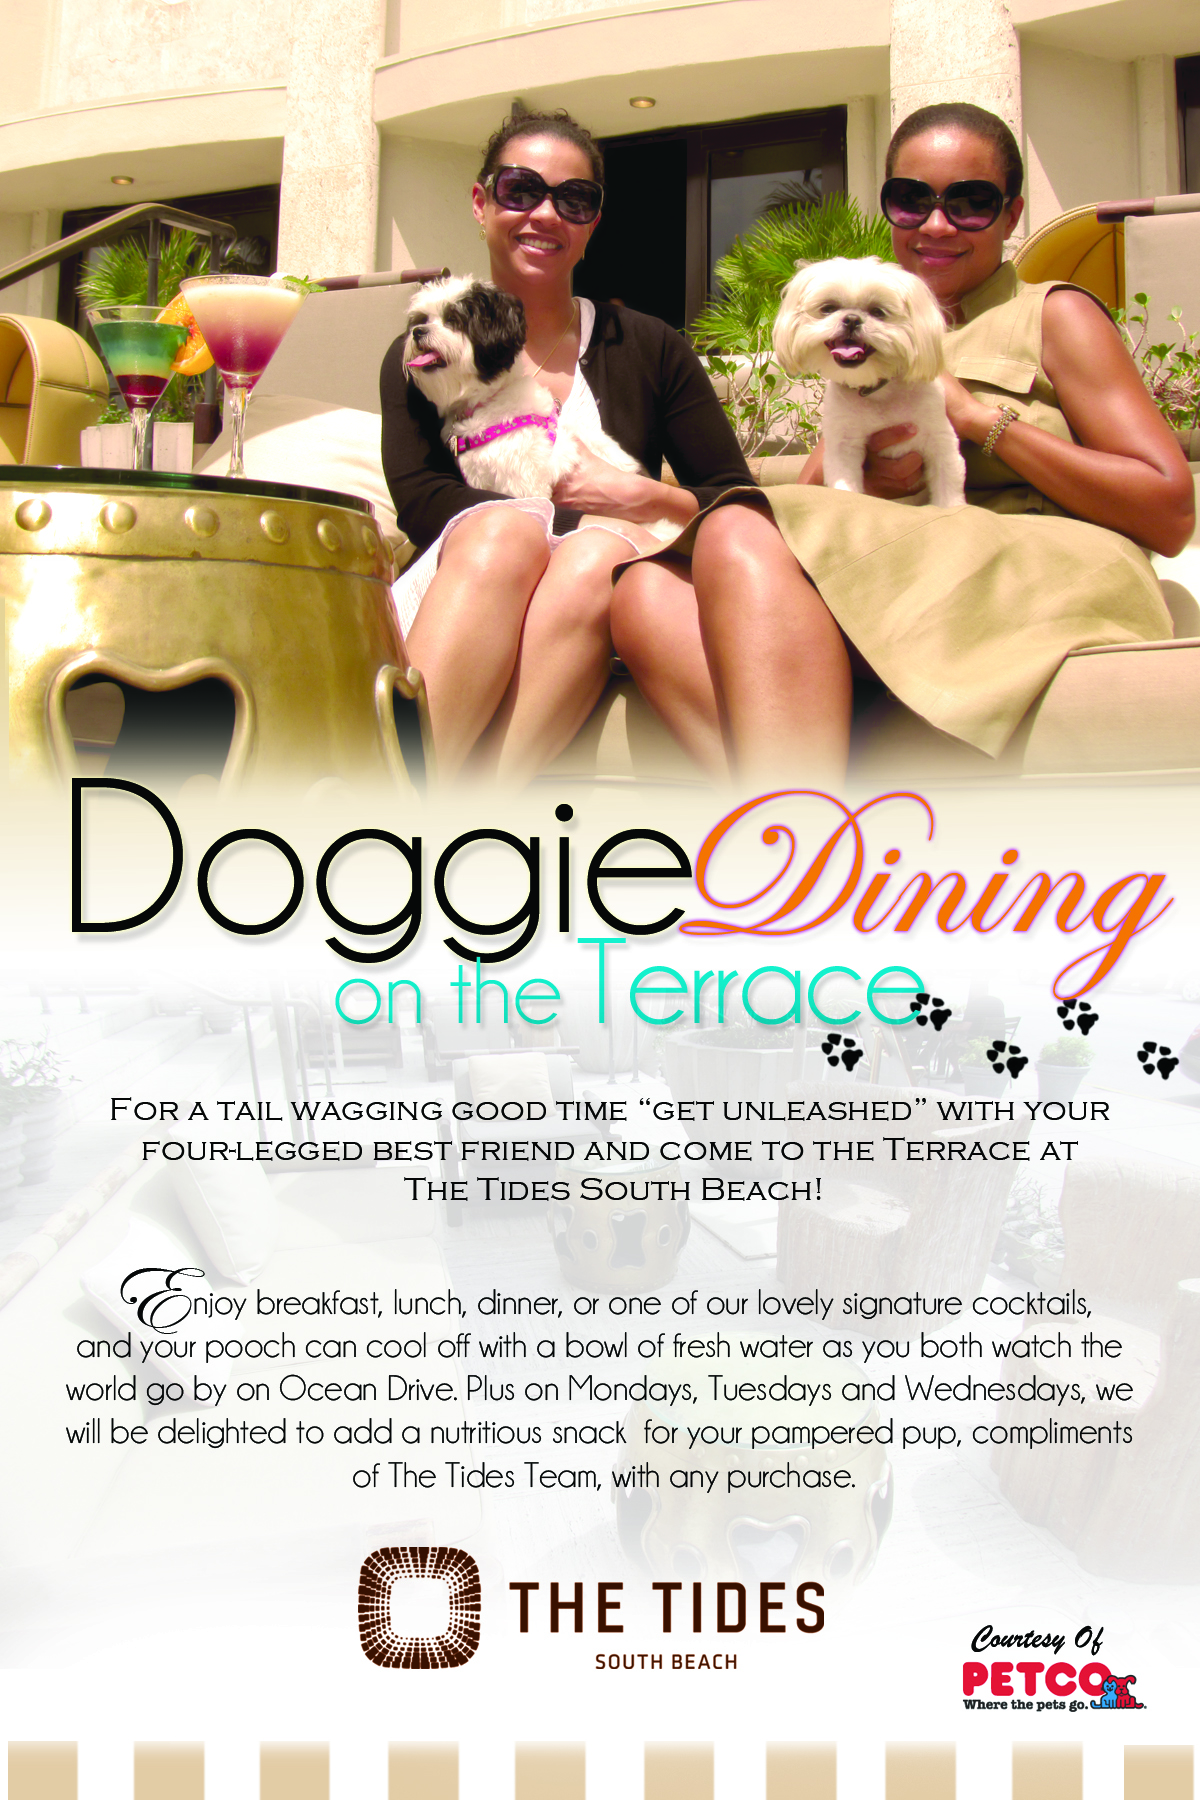 Doggie Dining
on the Terrace
For a tail wagging good time “get unleashed” with your
four-legged best friend and come to the Terrace at
The Tides South Beach!
Enjoy breakfast, lunch, dinner, or one of our lovely signature cocktails,
and your pooch can cool off with a bowl of fresh water as you both watch the
world go by on Ocean Drive. Plus on Mondays, Tuesdays and Wednesdays, we
will be delighted to add a nutritious snack for your pampered pup, compliments
of The Tides Team, with any purchase.
THE TIDES
SOUTH BEACH
Courtesy Of
PETCO
Where the pets go.